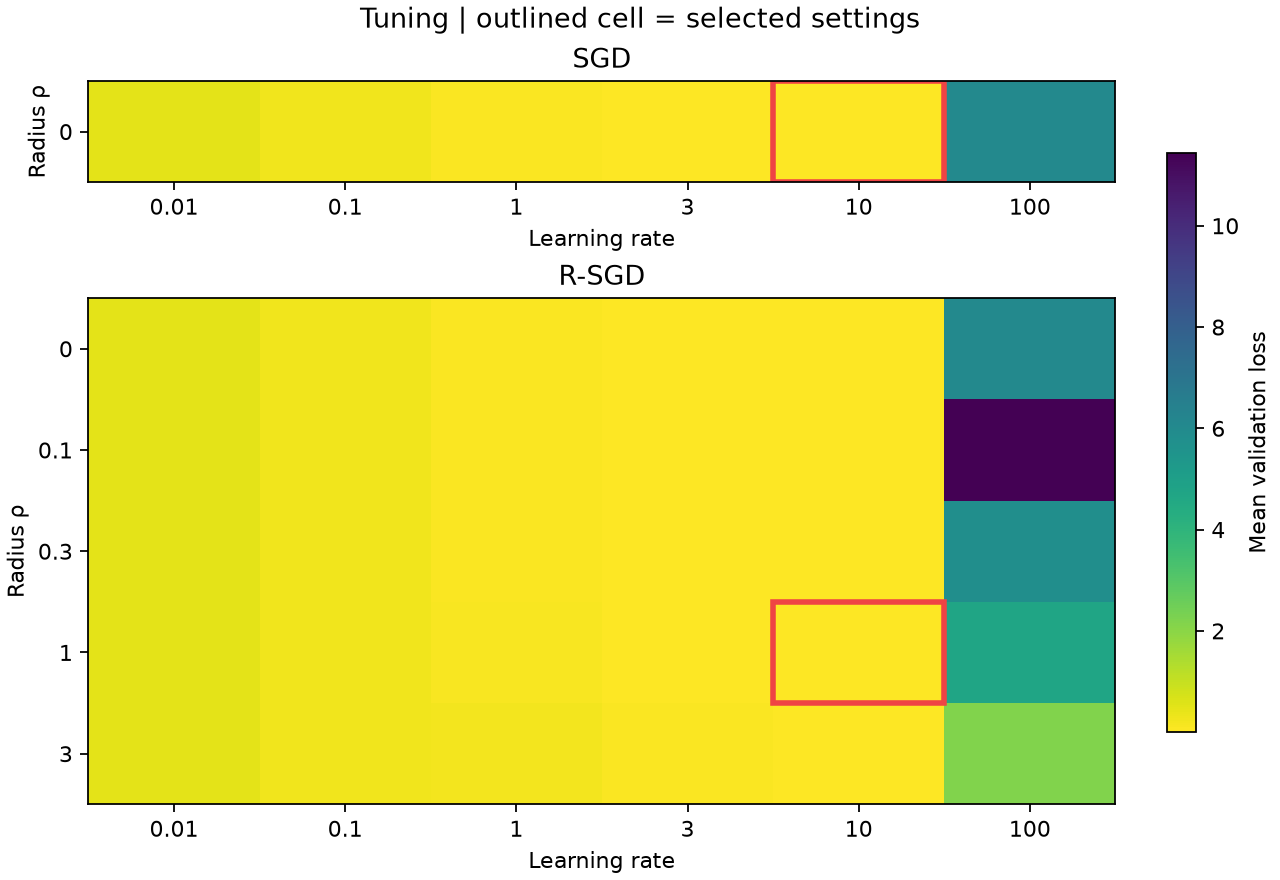 Tuning | outlined cell = selected settings
SGD
Radius ρ
0
0.01 0.1 1 3 10 100
Learning rate
R-SGD
Radius ρ
0
0.1
0.3
1
3
0.01 0.1 1 3 10 100
Learning rate
10
8
6
4
2
Mean validation loss